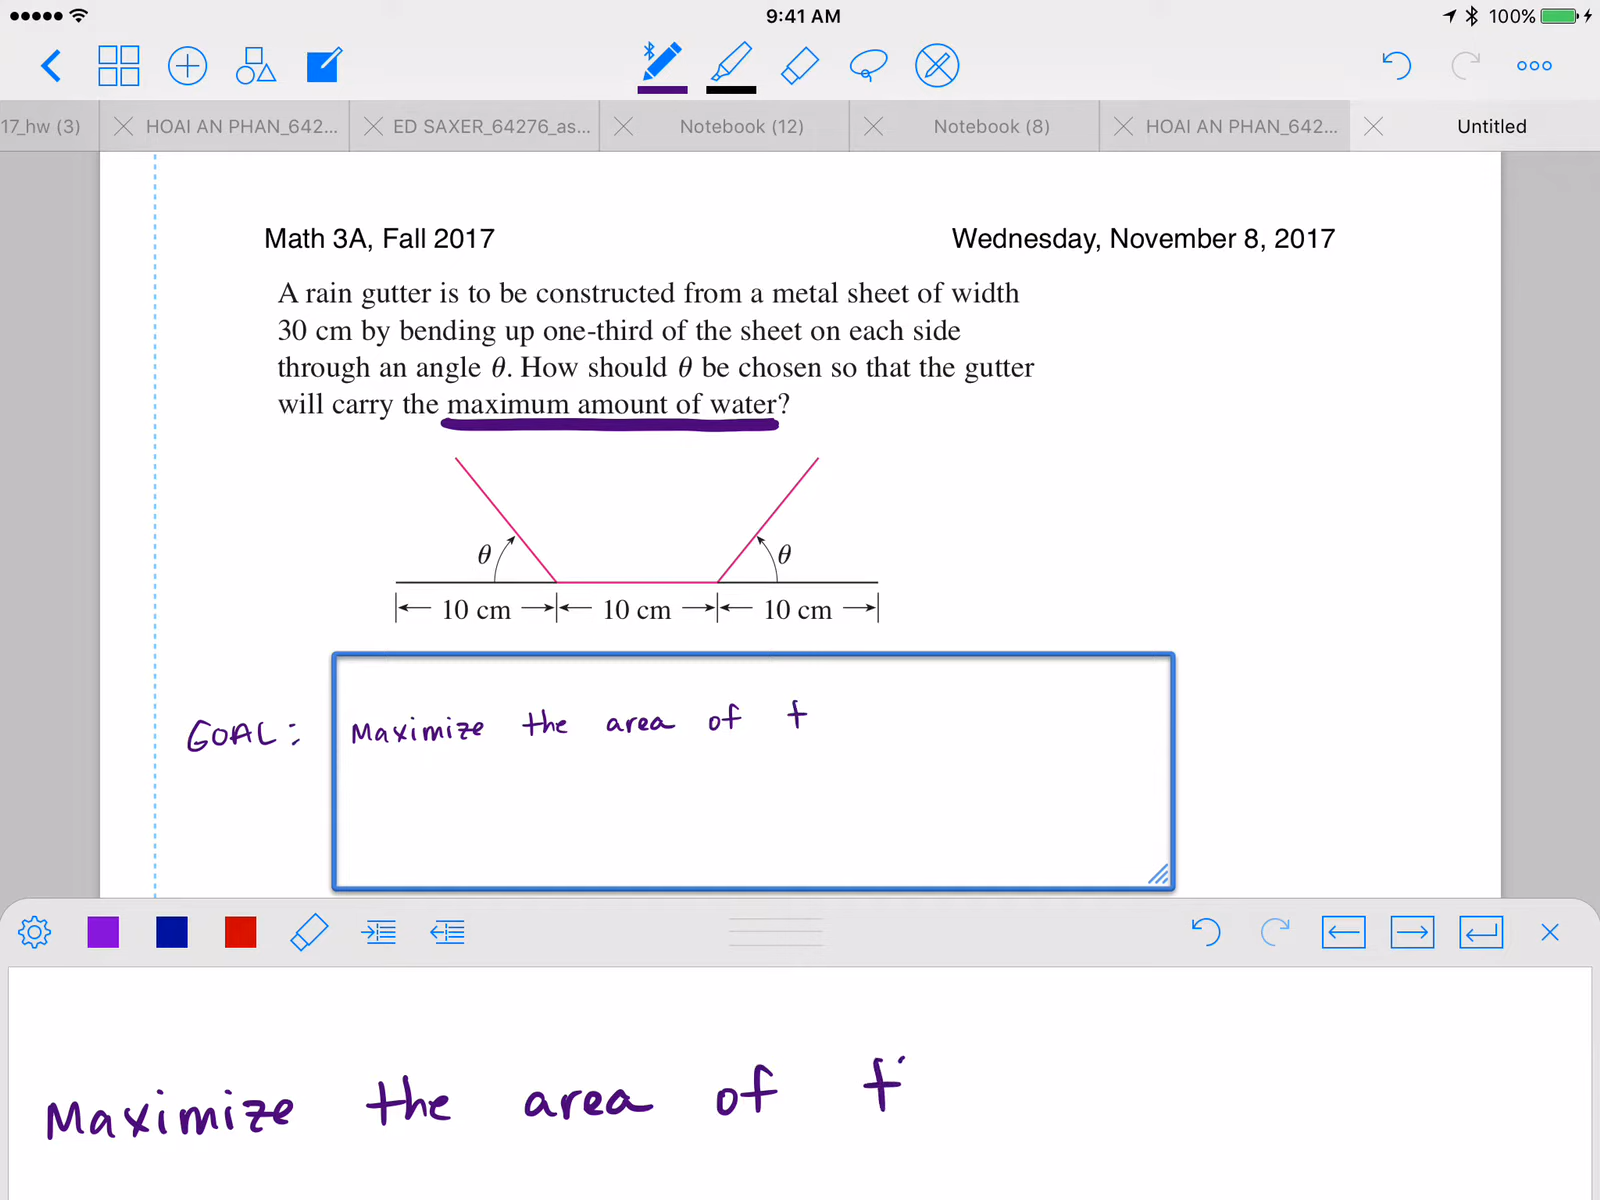 9:41 AM
100%
17_hw (3)
HOAI AN PHAN_642...
ED SAXER_64276_as...
Notebook (12)
Notebook (8)
HOAI AN PHAN_642...
Untitled
Math 3A, Fall 2017
Wednesday, November 8, 2017
A rain gutter is to be constructed from a metal sheet of width
30 cm by bending up one-third of the sheet on each side
through an angle θ. How should θ be chosen so that the gutter
will carry the maximum amount of water?
θ
θ
10 cm
10 cm
10 cm
GOAL:
Maximize the area of t
Maximize the area of t